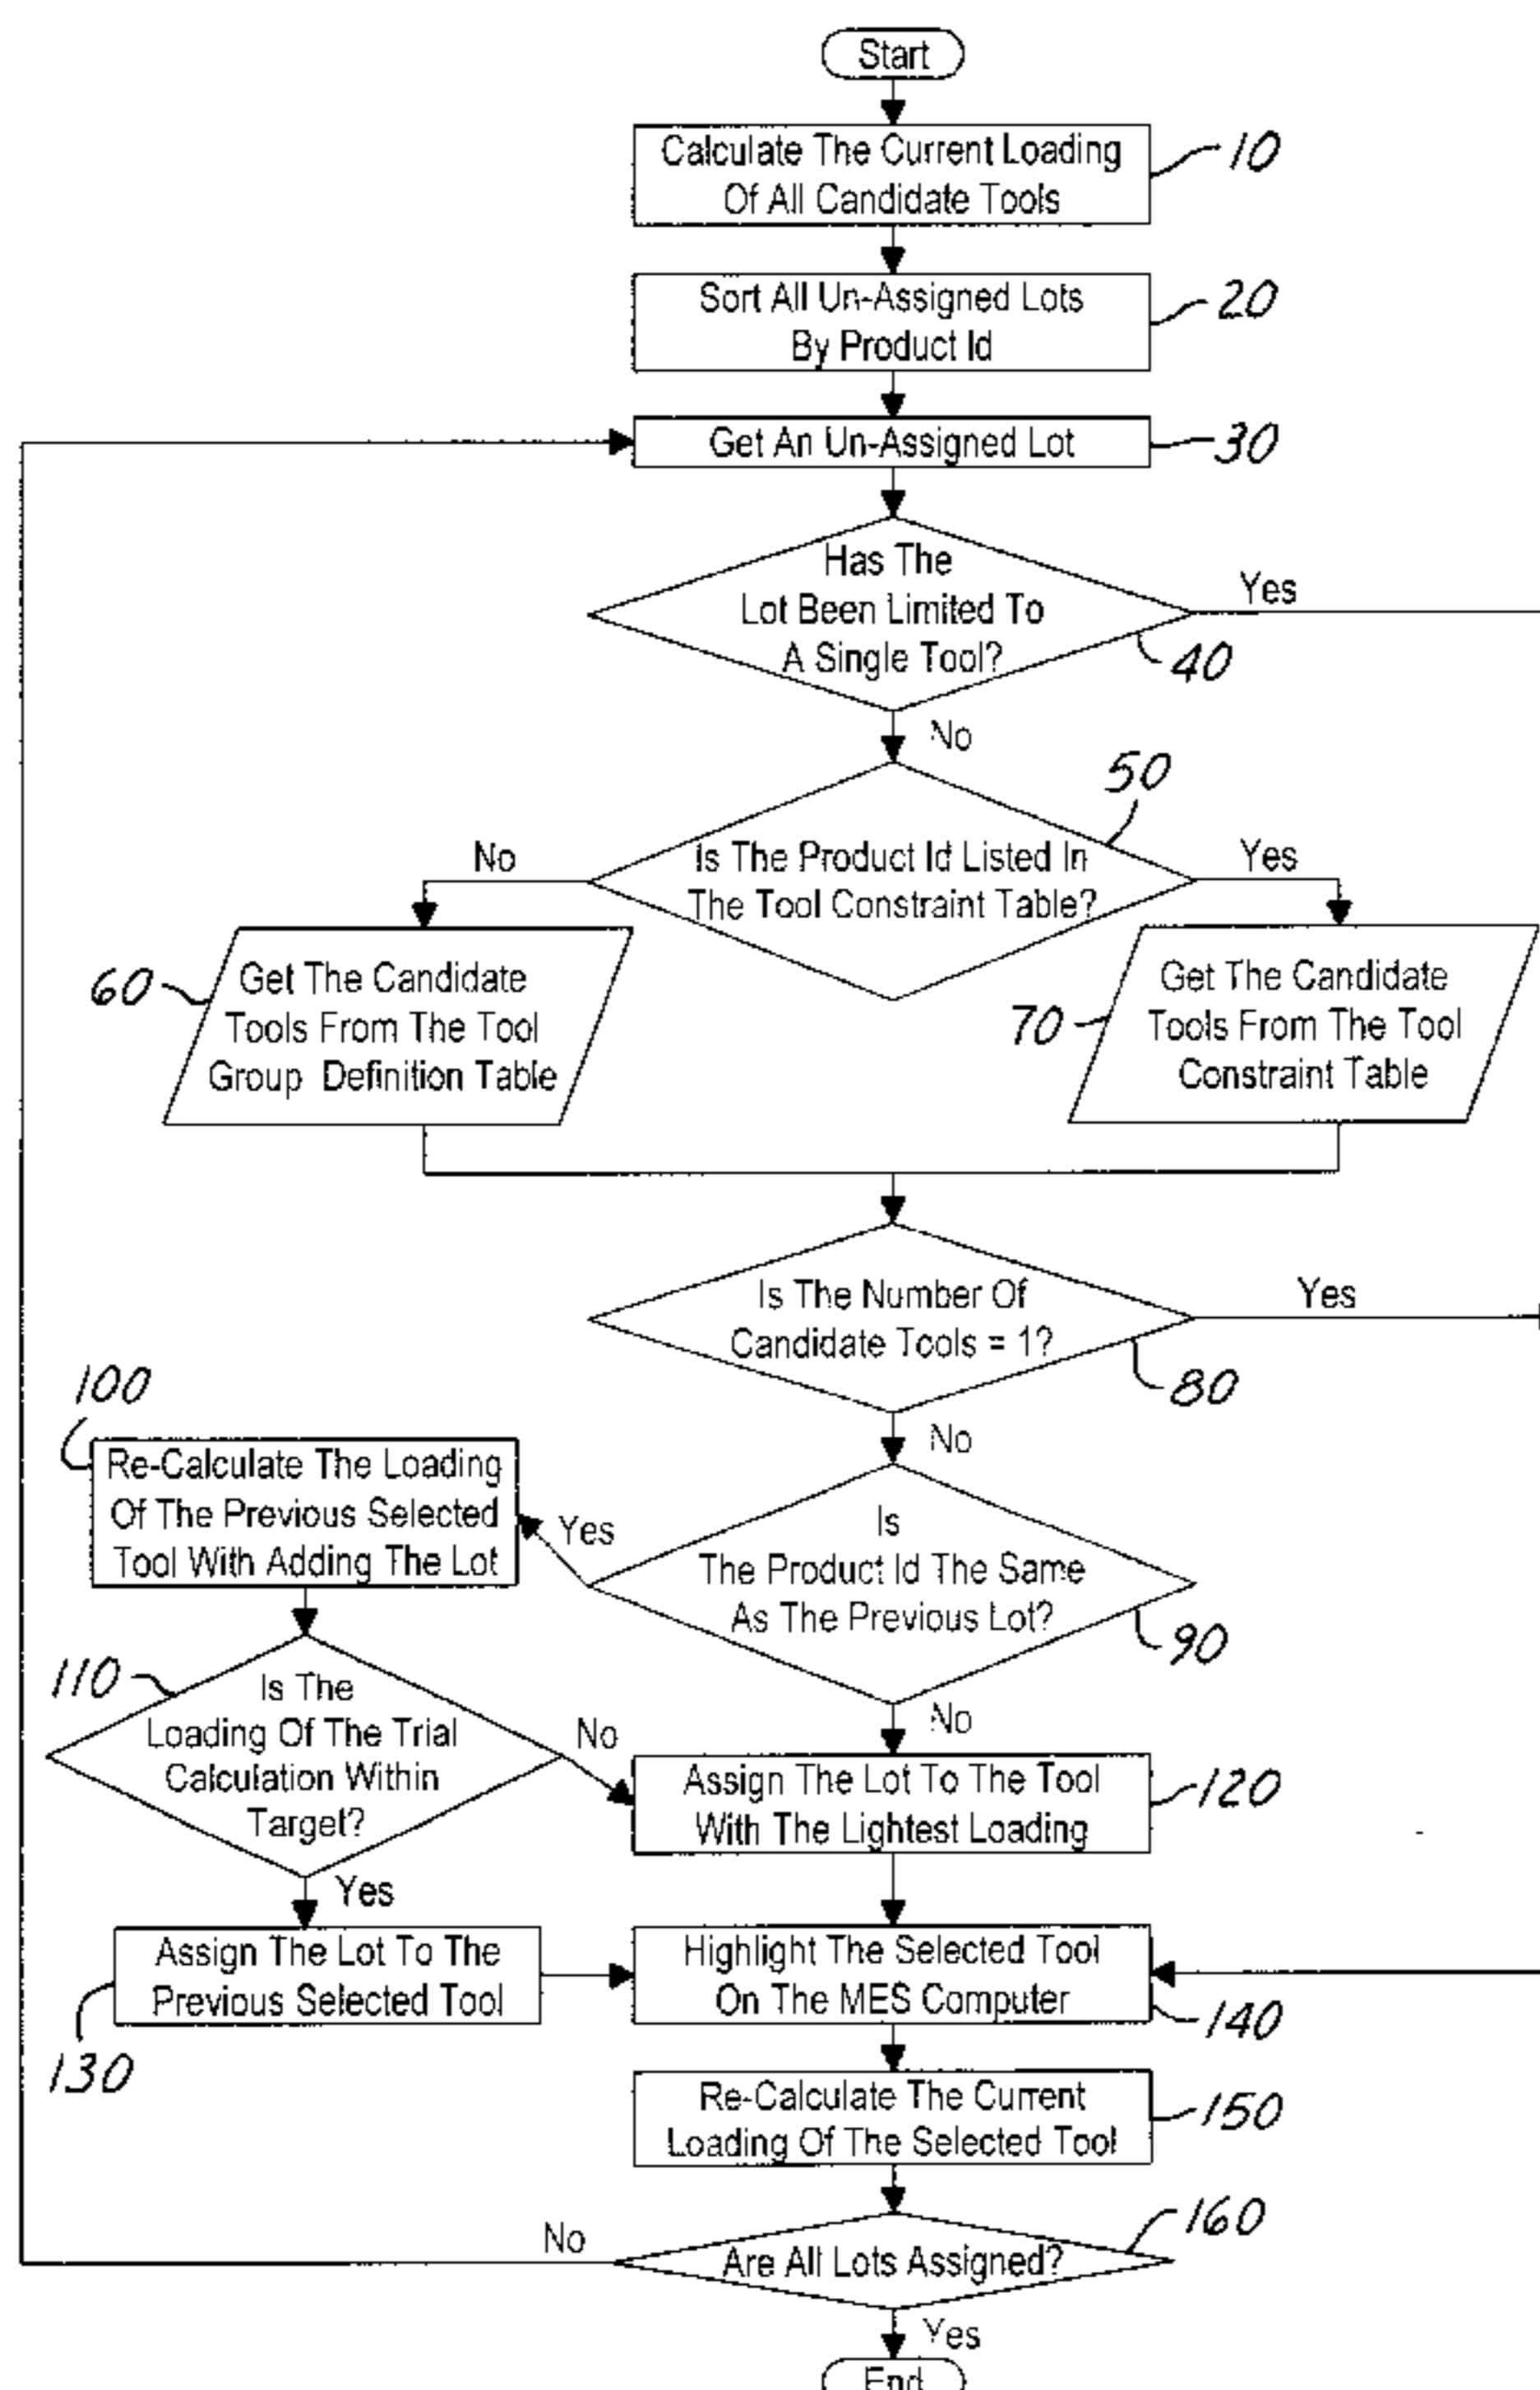 Start
Calculate The Current Loading
Of All Candidate Tools
10
Sort All Un-Assigned Lots
By Product Id
20
Get An Un-Assigned Lot
30
Has The
Lot Been Limited To
A Single Tool?
Yes
40
No
50
Is The Product Id Listed In
The Tool Constraint Table?
No
Yes
60
Get The Candidate
Tools From The Tool
Group Definition Table
70
Get The Candidate
Tools From The Tool
Constraint Table
Is The Number Of
Candidate Tools = 1?
Yes
80
No
100
Re-Calculate The Loading
Of The Previous Selected
Tool With Adding The Lot
Yes
Is
The Product Id The Same
As The Previous Lot?
90
No
110
Is The
Loading Of The Trial
Calculation Within
Target?
No
Yes
Assign The Lot To The Tool
With The Lightest Loading
120
Assign The Lot To The
Previous Selected Tool
130
Highlight The Selected Tool
On The MES Computer
140
Re-Calculate The Current
Loading Of The Selected Tool
150
Are All Lots Assigned?
160
No
Yes
End